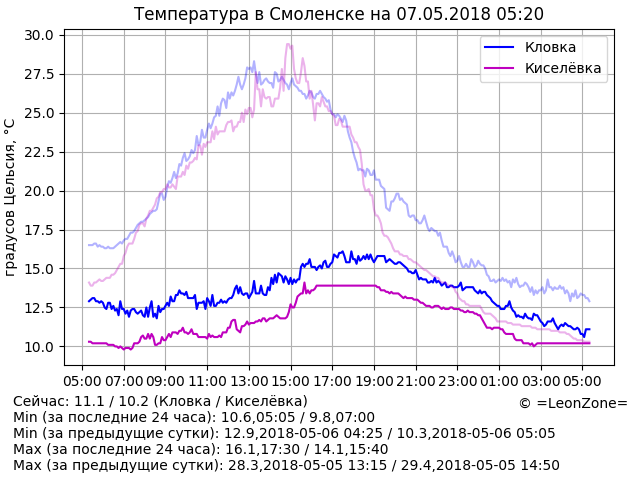 Температура в Смоленске на 07.05.2018 05:20
градусов Цельсия, °C
30.0
27.5
25.0
22.5
20.0
17.5
15.0
12.5
10.0
Кловка
Киселёвка
05:00 07:00 09:00 11:00 13:00 15:00 17:00 19:00 21:00 23:00 01:00 03:00 05:00
Сейчас: 11.1 / 10.2 (Кловка / Киселёвка)
© =LeonZone=
Min (за последние 24 часа): 10.6,05:05 / 9.8,07:00
Min (за предыдущие сутки): 12.9,2018-05-06 04:25 / 10.3,2018-05-06 05:05
Max (за последние 24 часа): 16.1,17:30 / 14.1,15:40
Max (за предыдущие сутки): 28.3,2018-05-05 13:15 / 29.4,2018-05-05 14:50